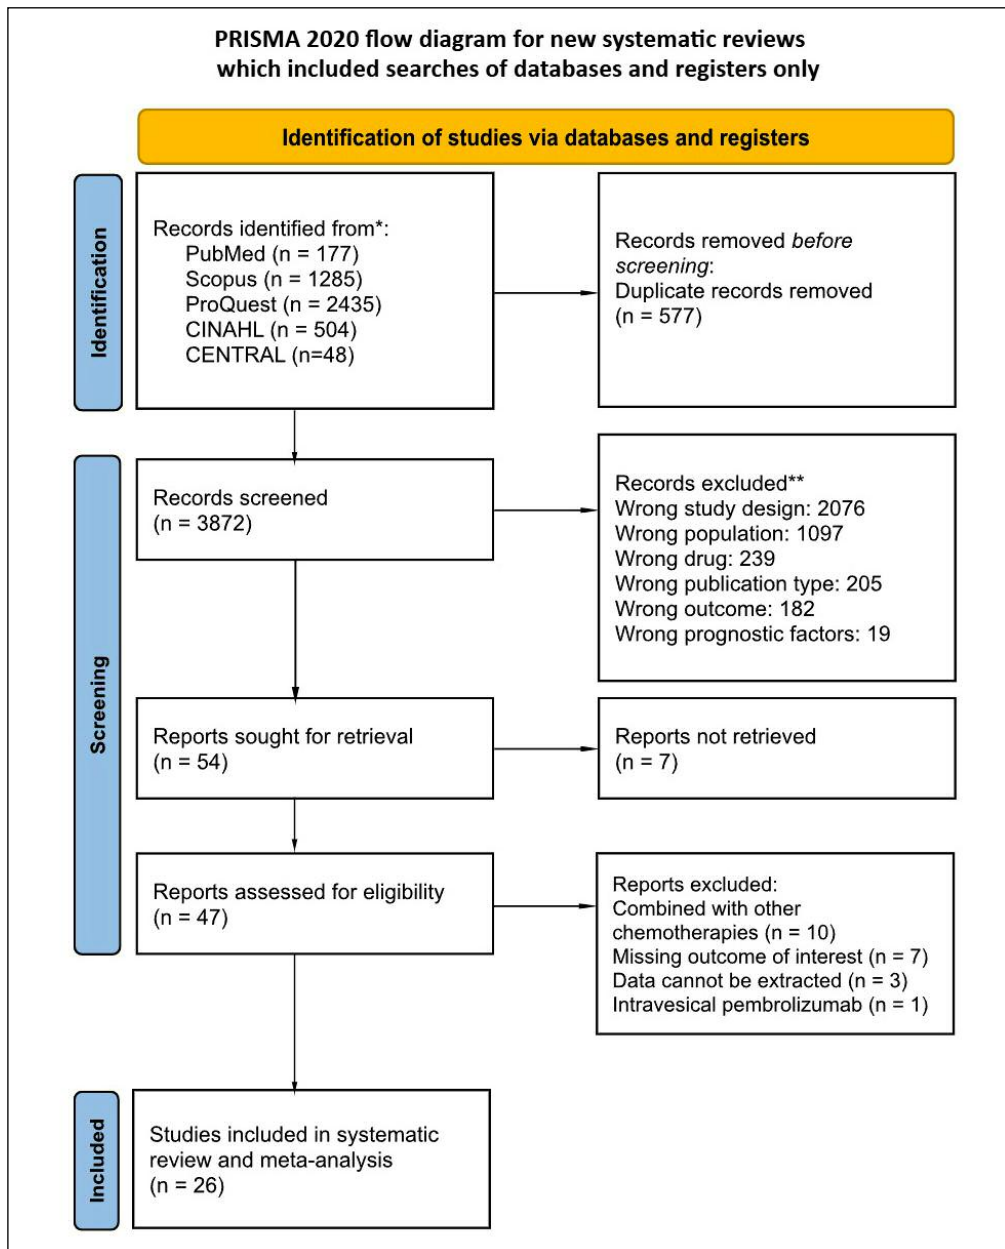 PRISMA 2020 flow diagram for new systematic reviews
which included searches of databases and registers only
Identification of studies via databases and registers
Identification
Records identified from*:
PubMed (n = 177)
Scopus (n = 1285)
ProQuest (n = 2435)
CINAHL (n = 504)
CENTRAL (n=48)
Records removed before
screening:
Duplicate records removed
(n = 577)
Screening
Records screened
(n = 3872)
Records excluded**
Wrong study design: 2076
Wrong population: 1097
Wrong drug: 239
Wrong publication type: 205
Wrong outcome: 182
Wrong prognostic factors: 19
Reports sought for retrieval
(n = 54)
Reports not retrieved
(n = 7)
Reports assessed for eligibility
(n = 47)
Reports excluded:
Combined with other
chemotherapies (n = 10)
Missing outcome of interest (n = 7)
Data cannot be extracted (n = 3)
Intravesical pembrolizumab (n = 1)
Included
Studies included in systematic
review and meta-analysis
(n = 26)